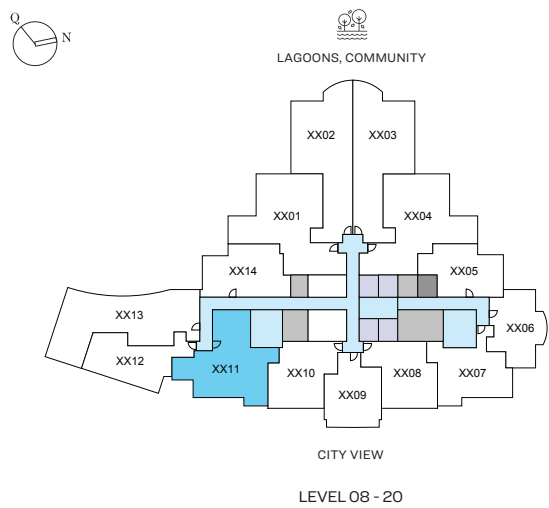 Q
N
LAGOONS, COMMUNITY
XX02
XX03
XX01
XX04
XX14
XX05
XX13
XX06
XX12
XX11
XX10
XX08
XX07
XX09
CITY VIEW
LEVEL 08 - 20